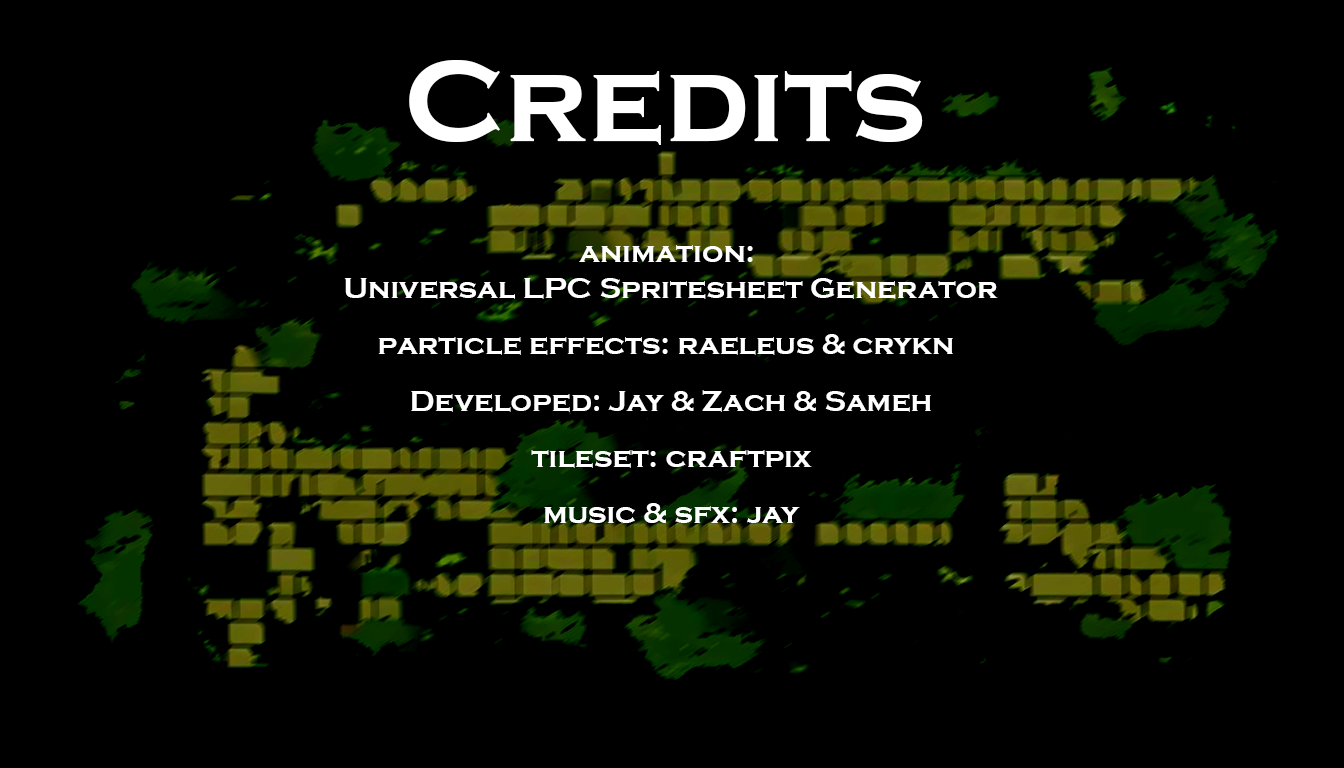 Credits
animation:
Universal LPC Spritesheet Generator
particle effects: raeleus & crykn
Developed: Jay & Zach & Sameh
tileset: craftpix
music & sfx: jay